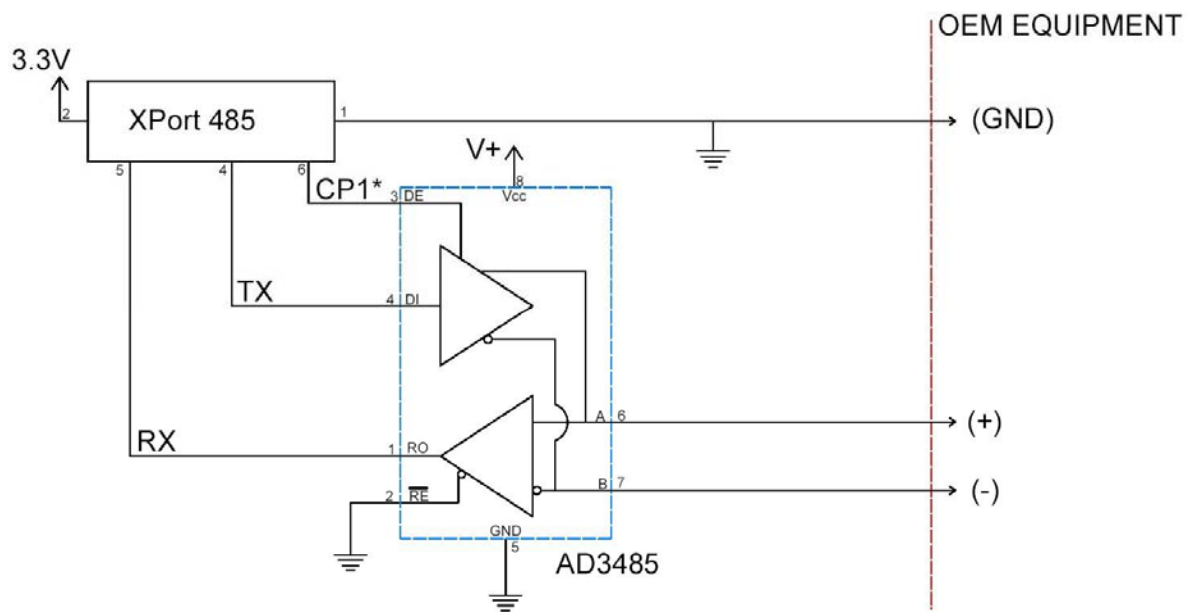 OEM EQUIPMENT
3.3V
2
XPort 485
1
(GND)
5
4
6
V+
CP1*
8
Vcc
3
DE
TX
4
DI
A
6
(+)
RX
1
RO
2
RE
B
7
(-)
GND
5
AD3485